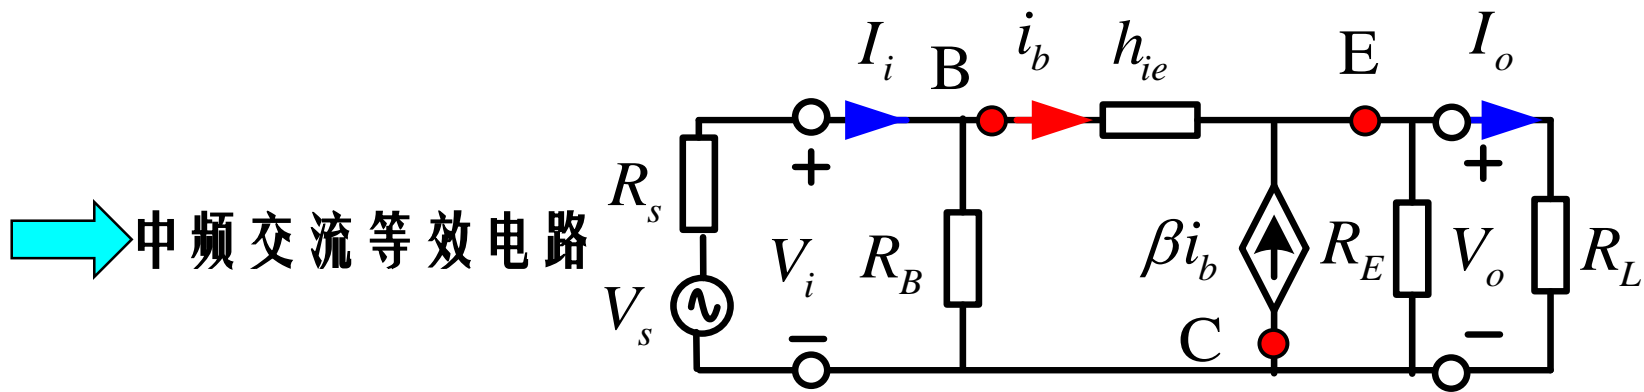 I_i
B
i_b
h_ie
E
I_o
+
+
R_s
中频交流等效电路
V_i
R_B
βi_b
R_E
V_o
R_L
V_s
C
−
−